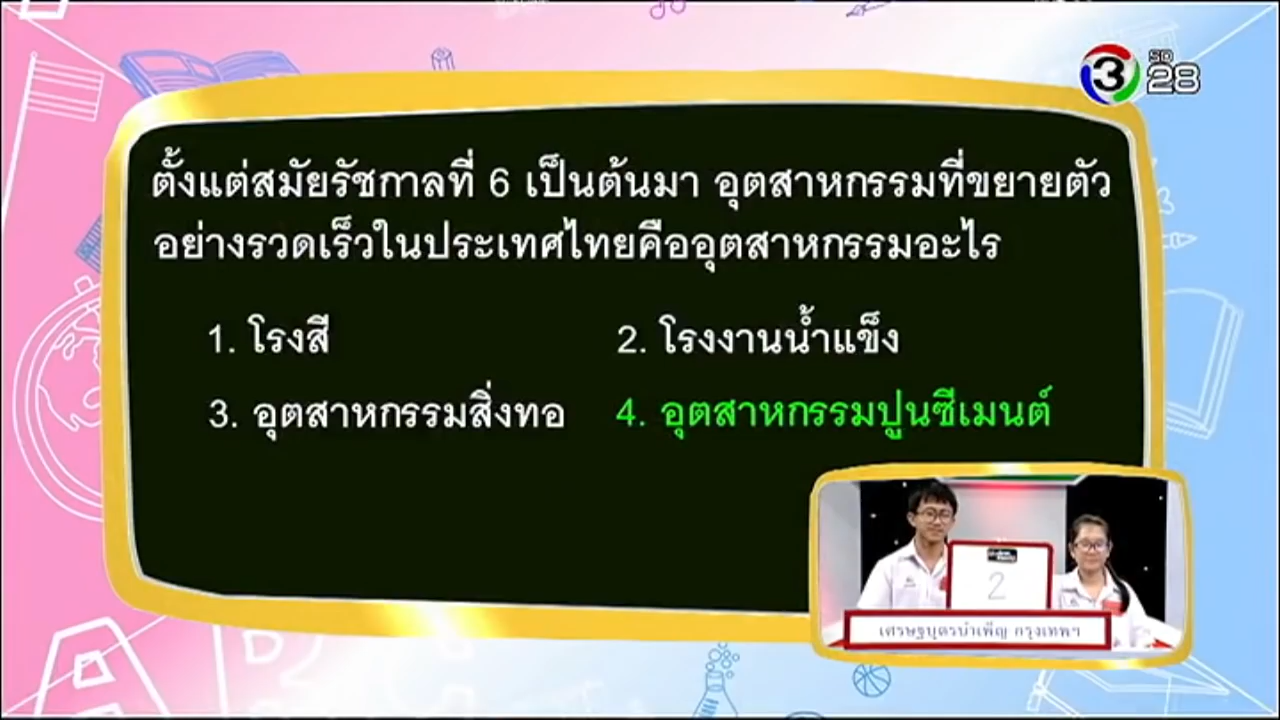 3 SD 28
ตั้งแต่สมัยรัชกาลที่ 6 เป็นต้นมา อุตสาหกรรมที่ขยายตัว
อย่างรวดเร็วในประเทศไทยคืออุตสาหกรรมอะไร
1. โรงสี 2. โรงงานน้ำแข็ง
3. อุตสาหกรรมสิ่งทอ 4. อุตสาหกรรมปูนซีเมนต์
2
เศรษฐบุตรบำเพ็ญ กรุงเทพฯ